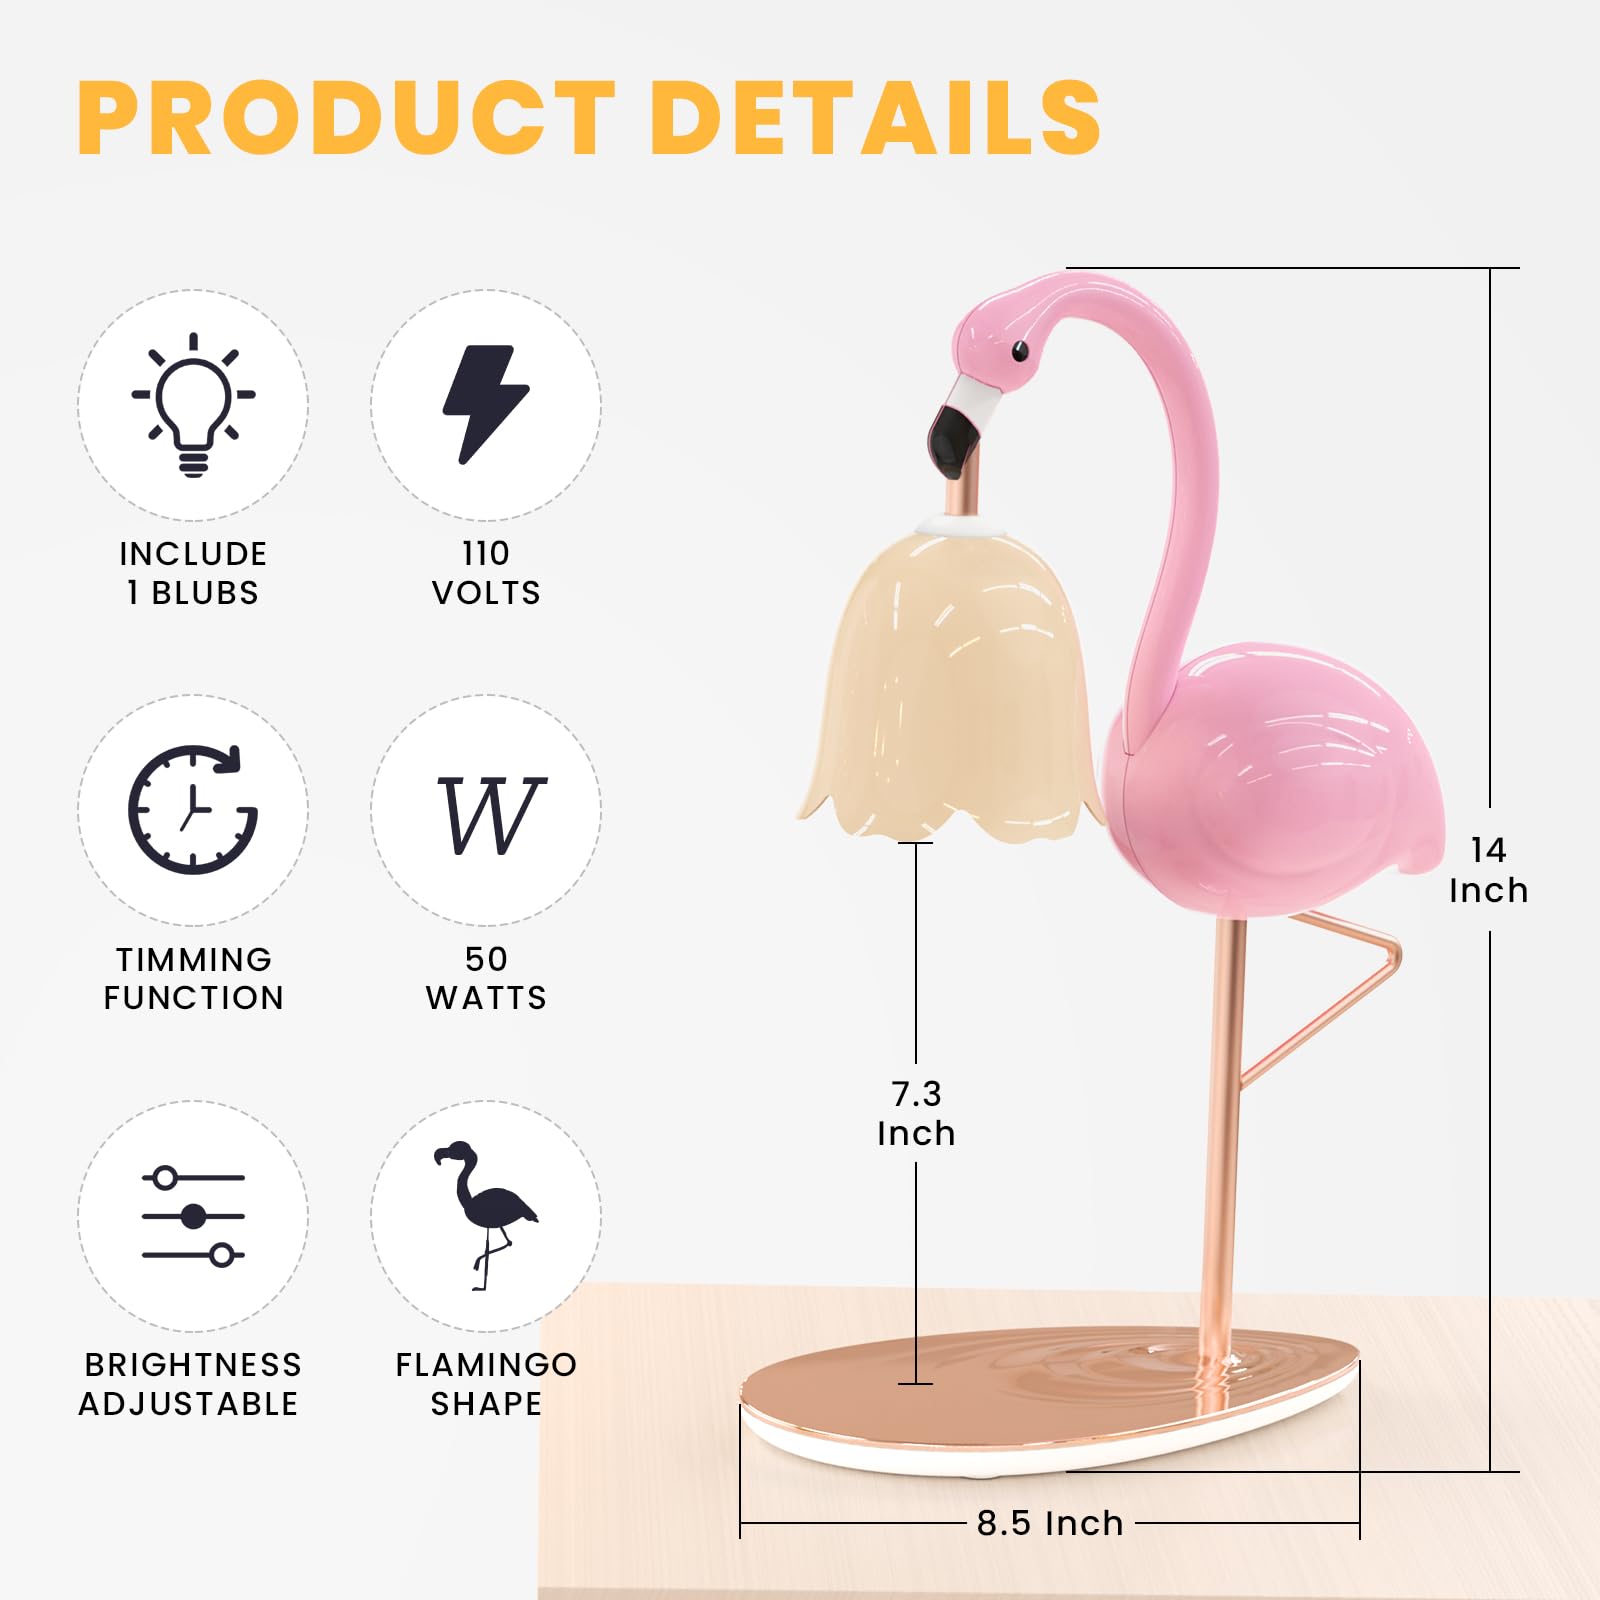 PRODUCT DETAILS
INCLUDE
1 BLUBS
110
VOLTS
TIMMING
FUNCTION
W
50
WATTS
BRIGHTNESS
ADJUSTABLE
FLAMINGO
SHAPE
14
Inch
7.3
Inch
8.5 Inch